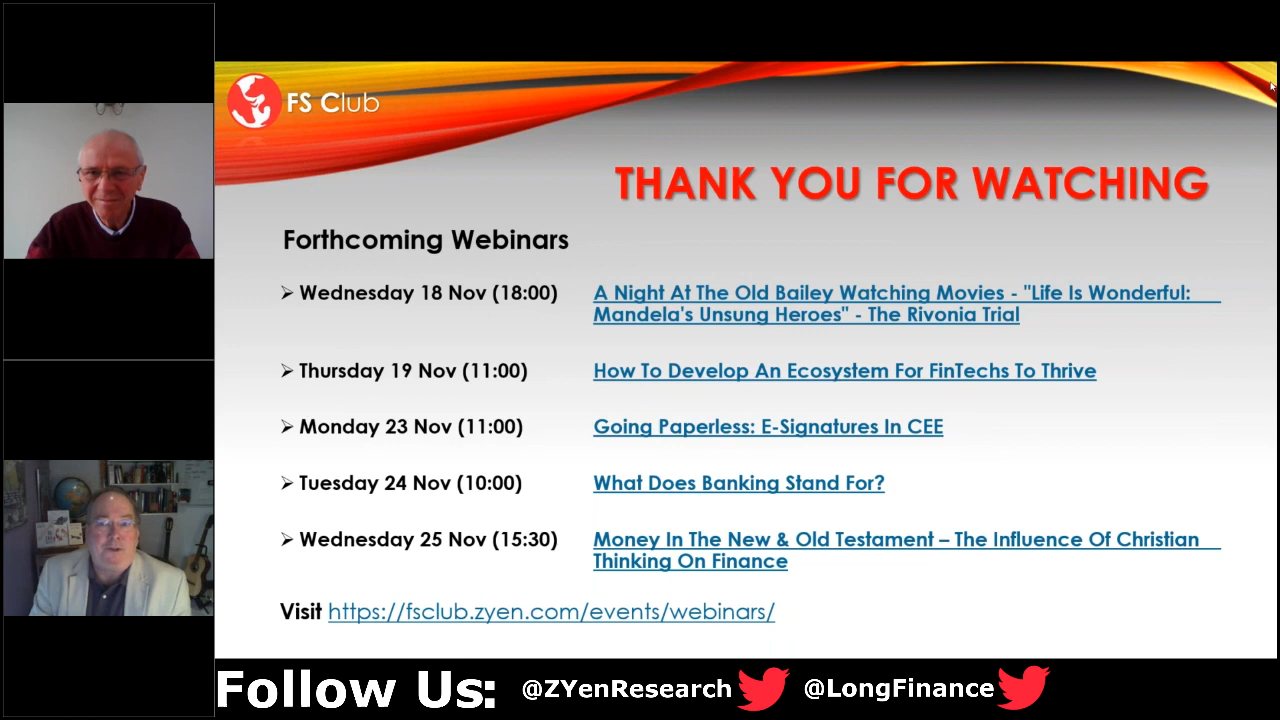 FS Club
THANK YOU FOR WATCHING
Forthcoming Webinars
Wednesday 18 Nov (18:00) A Night At The Old Bailey Watching Movies - "Life Is Wonderful:
Mandela's Unsung Heroes" - The Rivonia Trial
Thursday 19 Nov (11:00) How To Develop An Ecosystem For FinTechs To Thrive
Monday 23 Nov (11:00) Going Paperless: E-Signatures In CEE
Tuesday 24 Nov (10:00) What Does Banking Stand For?
Wednesday 25 Nov (15:30) Money In The New & Old Testament – The Influence Of Christian
Thinking On Finance
Visit https://fsclub.zyen.com/events/webinars/
Follow Us: @ZYenResearch @LongFinance